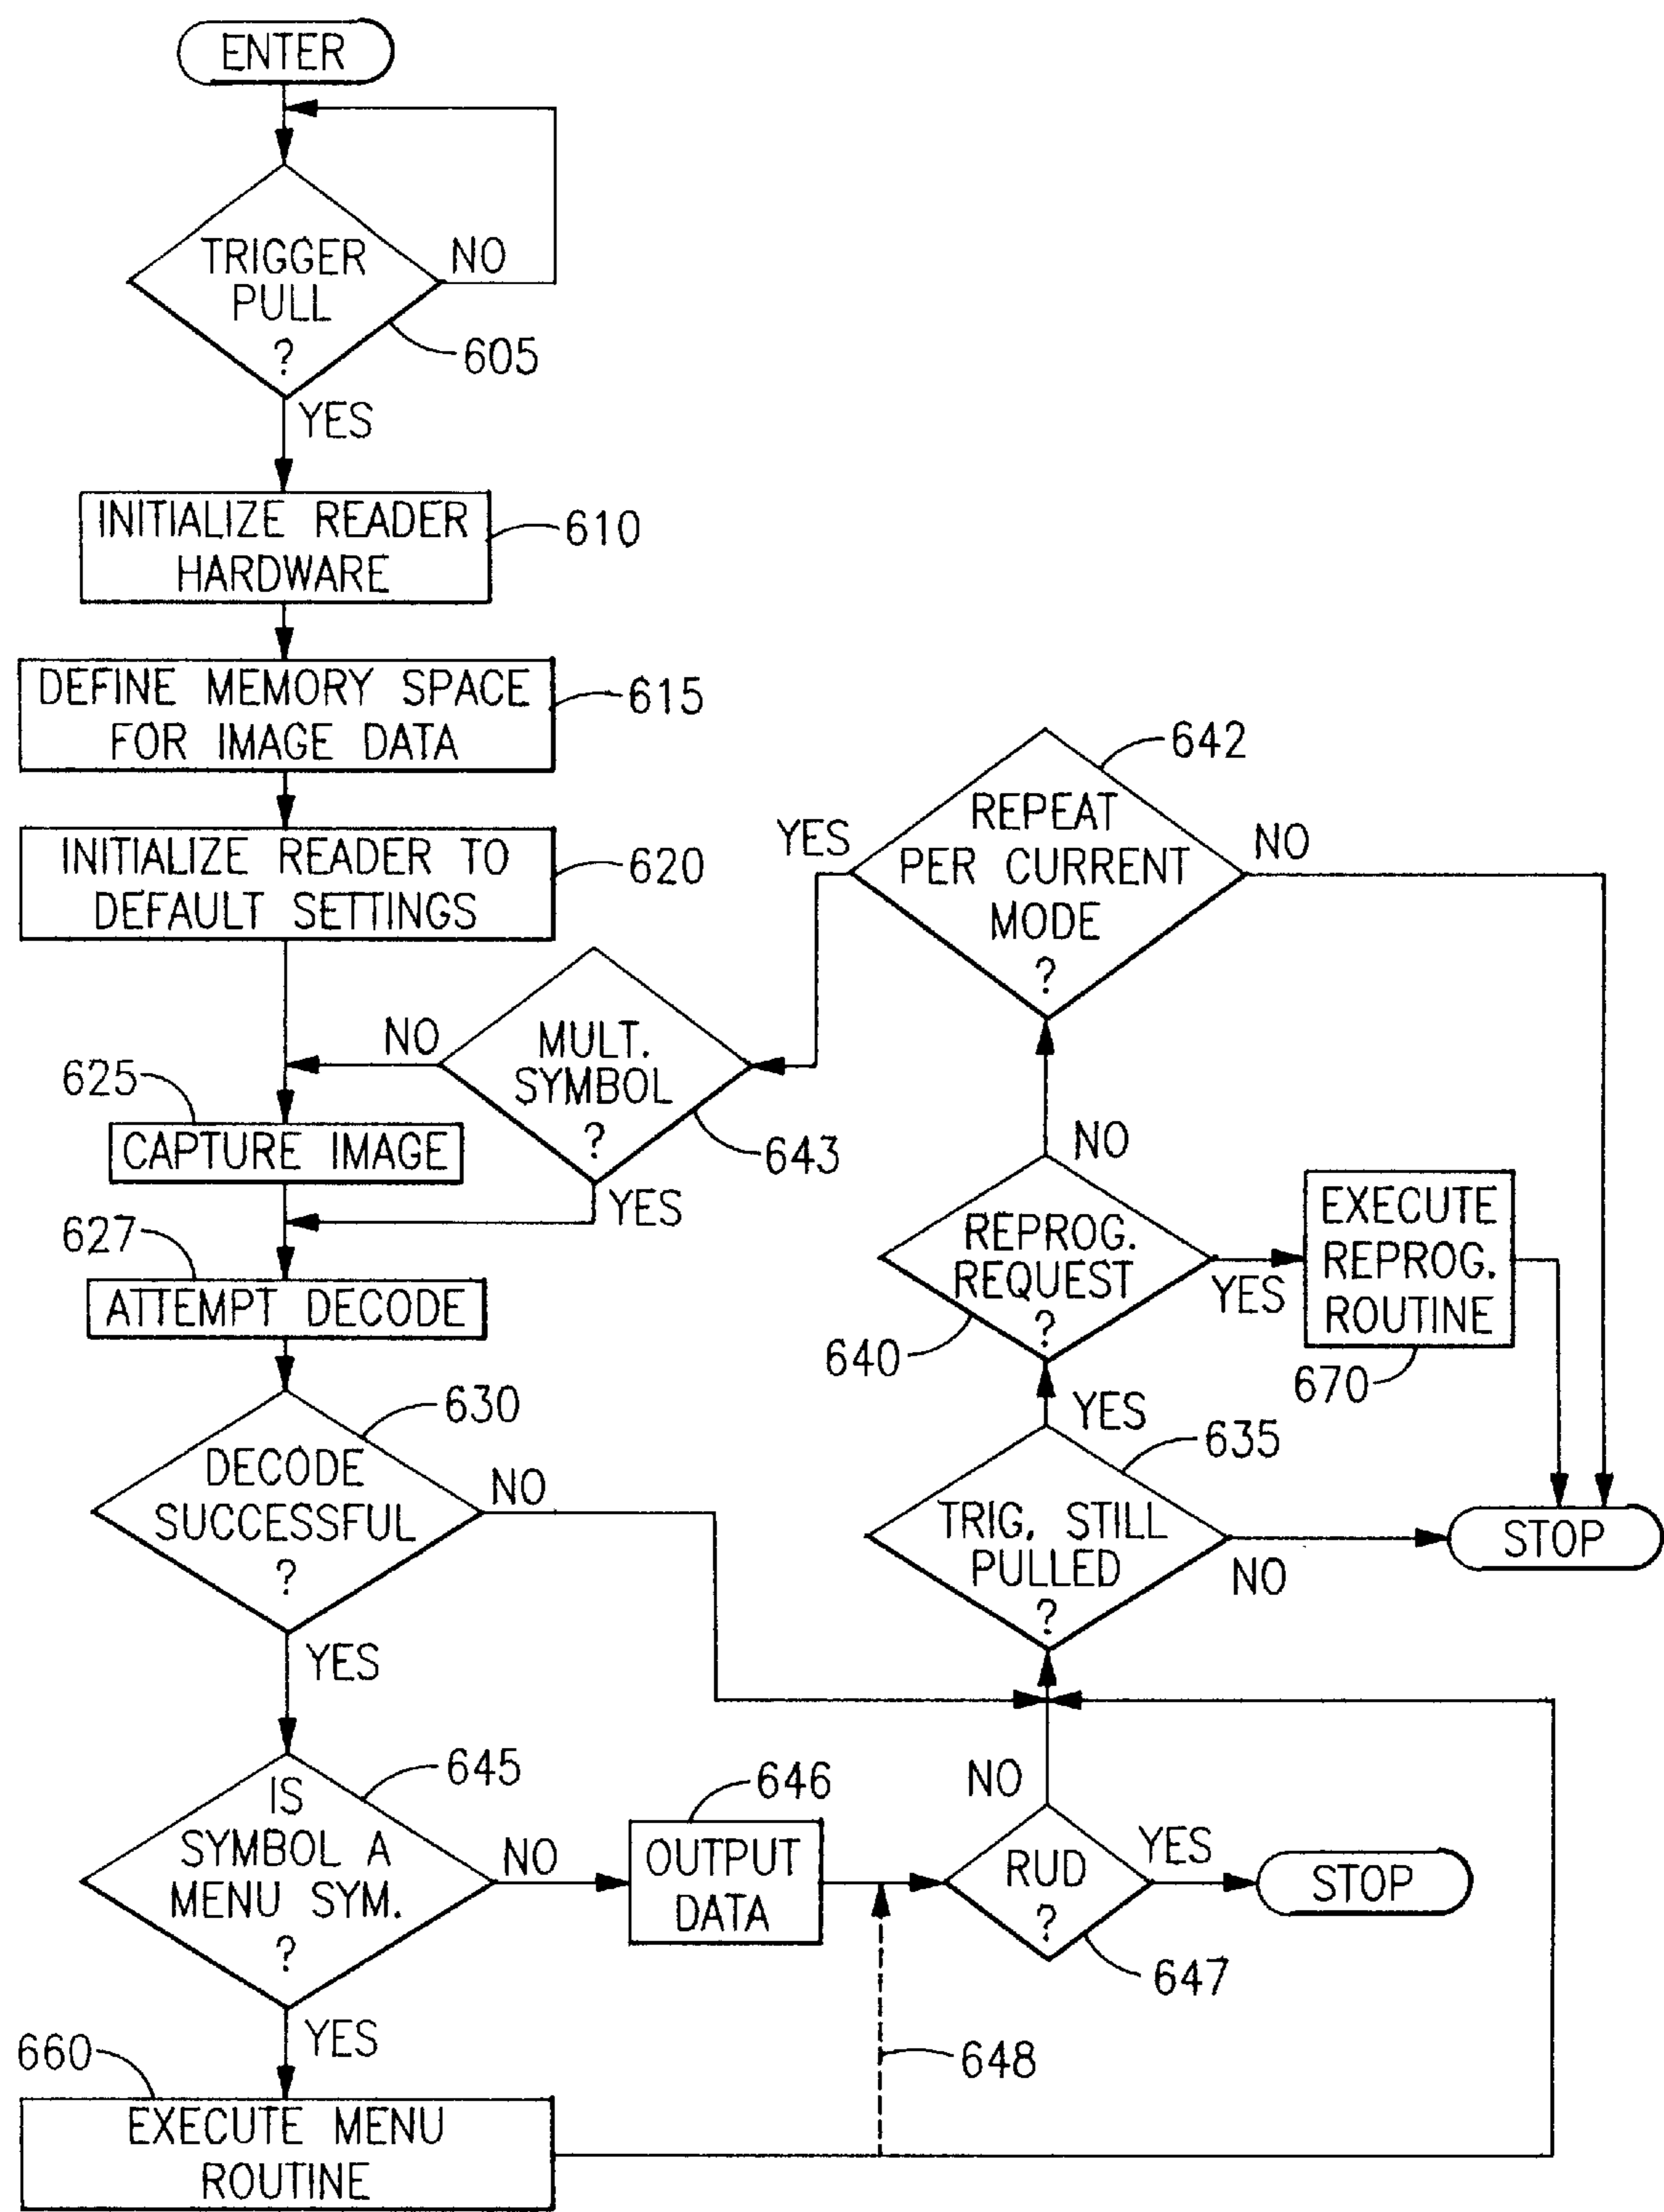 ENTER
TRIGGER
PULL
?
NO
605
YES
INITIALIZE READER
HARDWARE
610
DEFINE MEMORY SPACE
FOR IMAGE DATA
615
INITIALIZE READER TO
DEFAULT SETTINGS
620
NO
MULT.
SYMBOL
?
643
YES
625
CAPTURE IMAGE
627
ATTEMPT DECODE
630
DECODE
SUCCESSFUL
?
NO
YES
645
IS
SYMBOL A
MENU SYM.
?
NO
YES
646
OUTPUT
DATA
660
EXECUTE MENU
ROUTINE
648
RUD
?
NO
YES
647
STOP
635
TRIG. STILL
PULLED
?
YES
NO
STOP
REPROG.
REQUEST
?
640
NO
YES
EXECUTE
REPROG.
ROUTINE
670
642
REPEAT
PER CURRENT
MODE
?
YES
NO